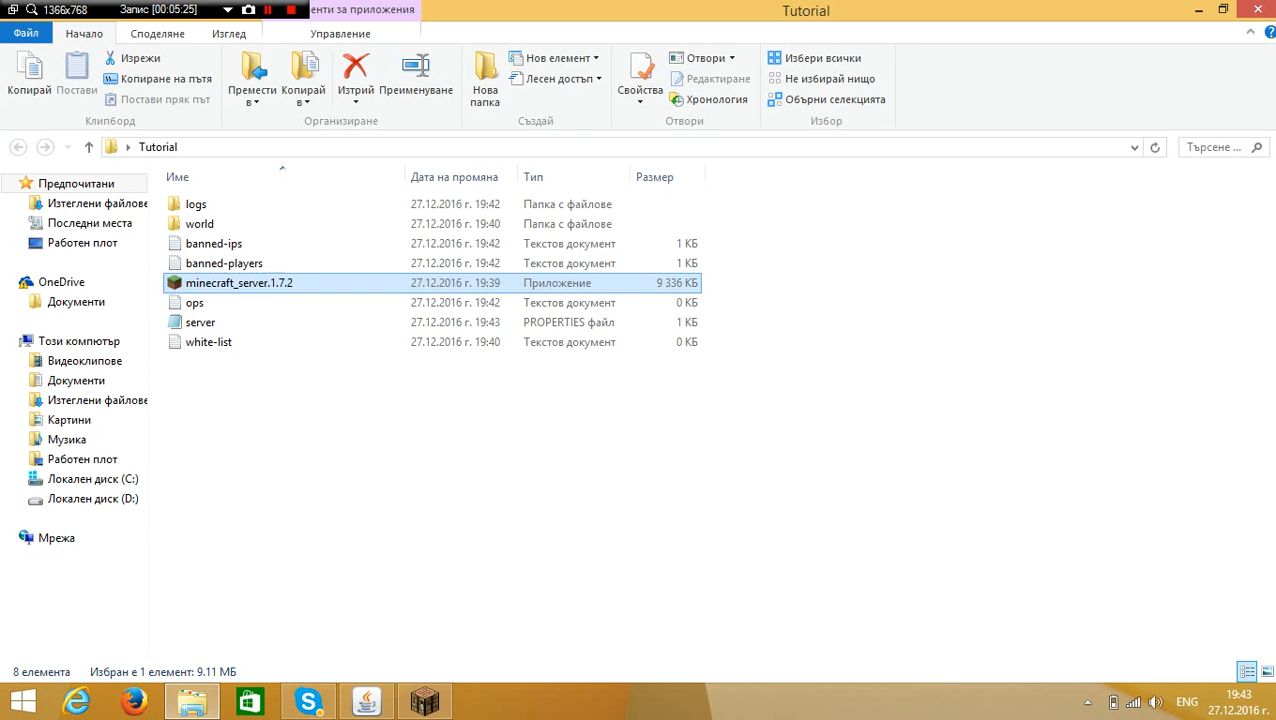 1366x768 Запис [00:05:25] енти за приложения Tutorial
Файл Начало Споделяне Изглед Управление
Копирай Постави Изрежи Копиране на пътя Постави пряк път
Клипборд
Премести в Копирай в Изтрий Преименуване
Организиране
Нова папка Нов елемент Лесен достъп
Създай
Свойства Отвори Редактиране Хронология
Отвори
Избери всички Не избирай нищо Обърни селекцията
Избор
Tutorial Търсене ...
Име Дата на промяна Тип Размер
logs 27.12.2016 г. 19:42 Папка с файлове
world 27.12.2016 г. 19:40 Папка с файлове
banned-ips 27.12.2016 г. 19:42 Текстов документ 1 КБ
banned-players 27.12.2016 г. 19:42 Текстов документ 1 КБ
minecraft_server.1.7.2 27.12.2016 г. 19:39 Приложение 9 336 КБ
ops 27.12.2016 г. 19:42 Текстов документ 0 КБ
server 27.12.2016 г. 19:43 PROPERTIES файл 1 КБ
white-list 27.12.2016 г. 19:40 Текстов документ 0 КБ
Предпочитани
Изтеглени файлове
Последни места
Работен плот
OneDrive
Документи
Този компютър
Видеоклипове
Документи
Изтеглени файлове
Картини
Музика
Работен плот
Локален диск (C:)
Локален диск (D:)
Мрежа
8 елемента Избран е 1 елемент: 9.11 МБ
ENG 19:43
27.12.2016 г.